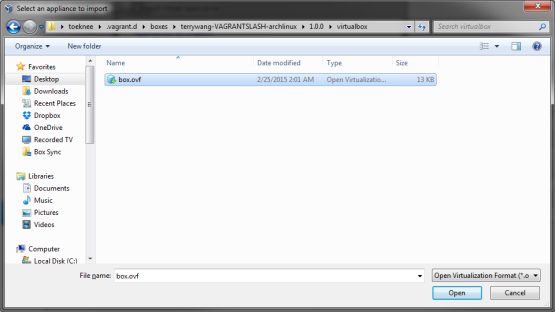 Select an appliance to import
toeknee ▸ .vagrant.d ▸ boxes ▸ terrywang-VAGRANTSLASH-archlinux ▸ 1.0.0 ▸ virtualbox
Search virtualbox
Organize
New folder
Name
Date modified
Type
Size
box.ovf
2/25/2015 2:01 AM
Open Virtualizatio...
13 KB
Favorites
Desktop
Downloads
Recent Places
Dropbox
OneDrive
Recorded TV
Box Sync
Libraries
Documents
Music
Pictures
Videos
Computer
Local Disk (C:)
File name:
box.ovf
Open Virtualization Format (*.o
Open
Cancel